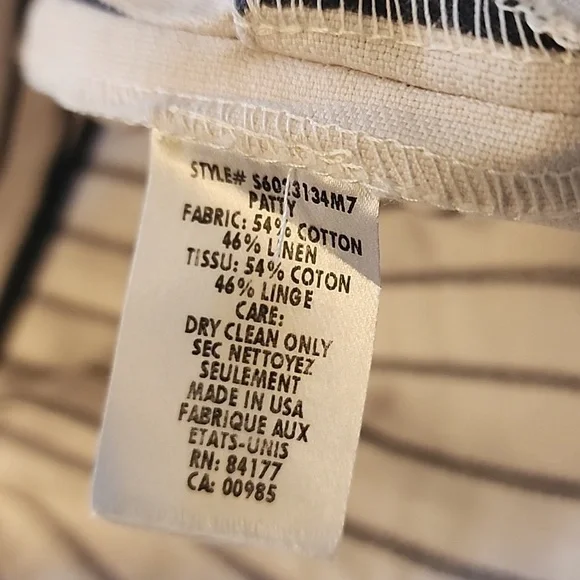 STYLE# S6023134M7
PATTY
FABRIC: 54% COTTON
46% LINEN
TISSU: 54% COTON
46% LINGE
CARE:
DRY CLEAN ONLY
SEC NETTOYEZ
SEULEMENT
MADE IN USA
FABRIQUE AUX
ETATS-UNIS
RN: 84177
CA: 00985